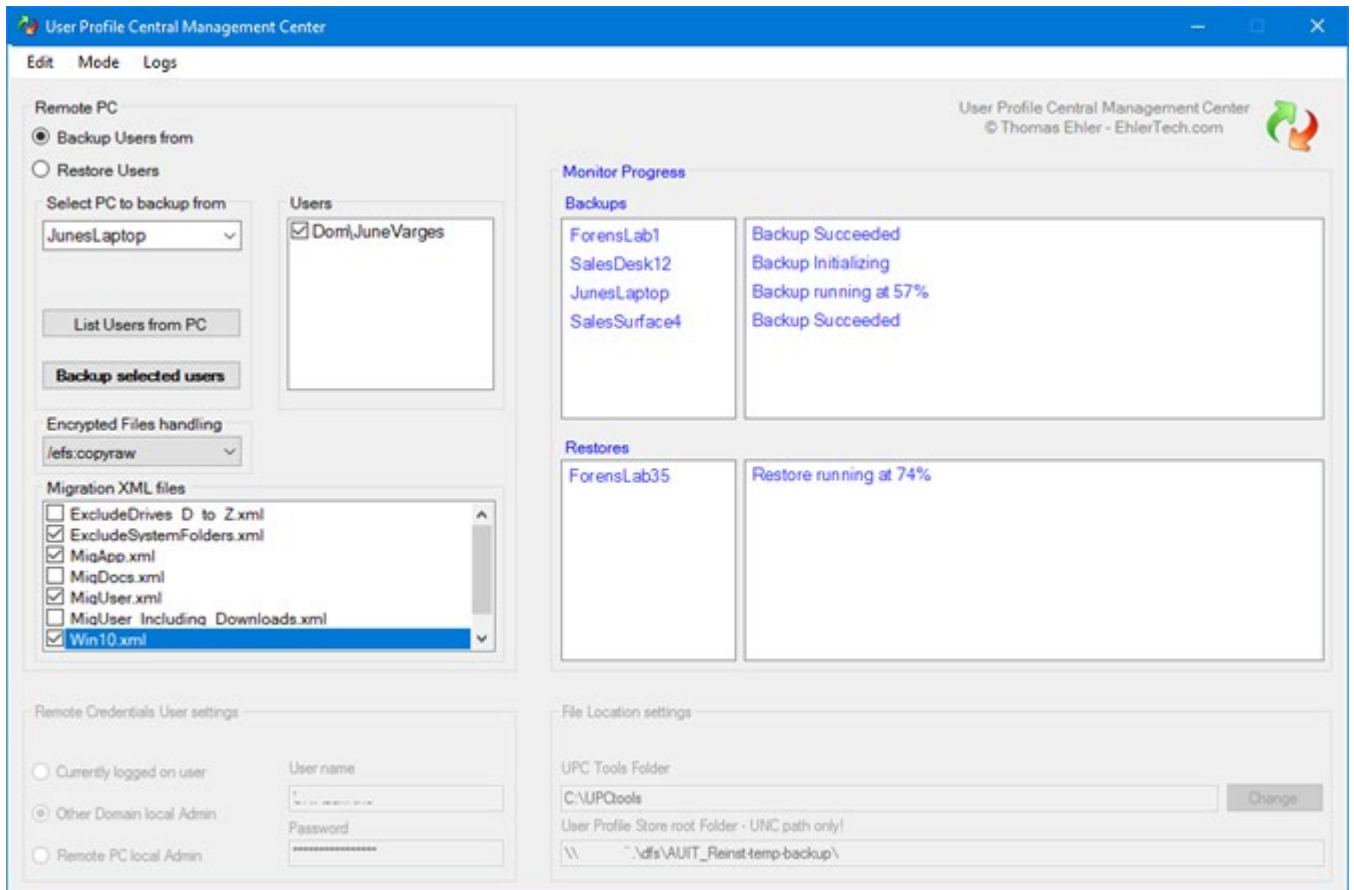 User Profile Central Management Center
Edit Mode Logs
Remote PC
Backup Users from
Restore Users
Select PC to backup from
JunesLaptop
List Users from PC
Backup selected users
Users
Dom\JuneVarges
Encrypted Files handling
/efs:copyraw
Migration XML files
ExcludeDrives_D_to_Z.xml
ExcludeSystemFolders.xml
MigApp.xml
MigDocs.xml
MigUser.xml
MigUser_Including_Downloads.xml
Win10.xml
User Profile Central Management Center
© Thomas Ehler - EhlerTech.com
Monitor Progress
Backups
ForensLab1 Backup Succeeded
SalesDesk12 Backup Initializing
JunesLaptop Backup running at 57%
SalesSurface4 Backup Succeeded
Restores
ForensLab35 Restore running at 74%
Remote Credentials User settings
Currently logged on user
Other Domain local Admin
Remote PC local Admin
User name
Password
****************
File Location settings
UPC Tools Folder
C:\UPCtools
Change
User Profile Store root Folder - UNC path only!
\\ .\dfs\AUIT_Reinst-temp-backup\